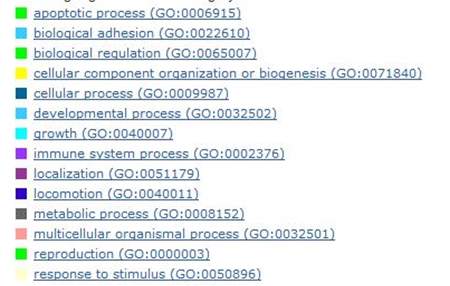 apoptotic process (GO:0006915)
biological adhesion (GO:0022610)
biological regulation (GO:0065007)
cellular component organization or biogenesis (GO:0071840)
cellular process (GO:0009987)
developmental process (GO:0032502)
growth (GO:0040007)
immune system process (GO:0002376)
localization (GO:0051179)
locomotion (GO:0040011)
metabolic process (GO:0008152)
multicellular organismal process (GO:0032501)
reproduction (GO:0000003)
response to stimulus (GO:0050896)